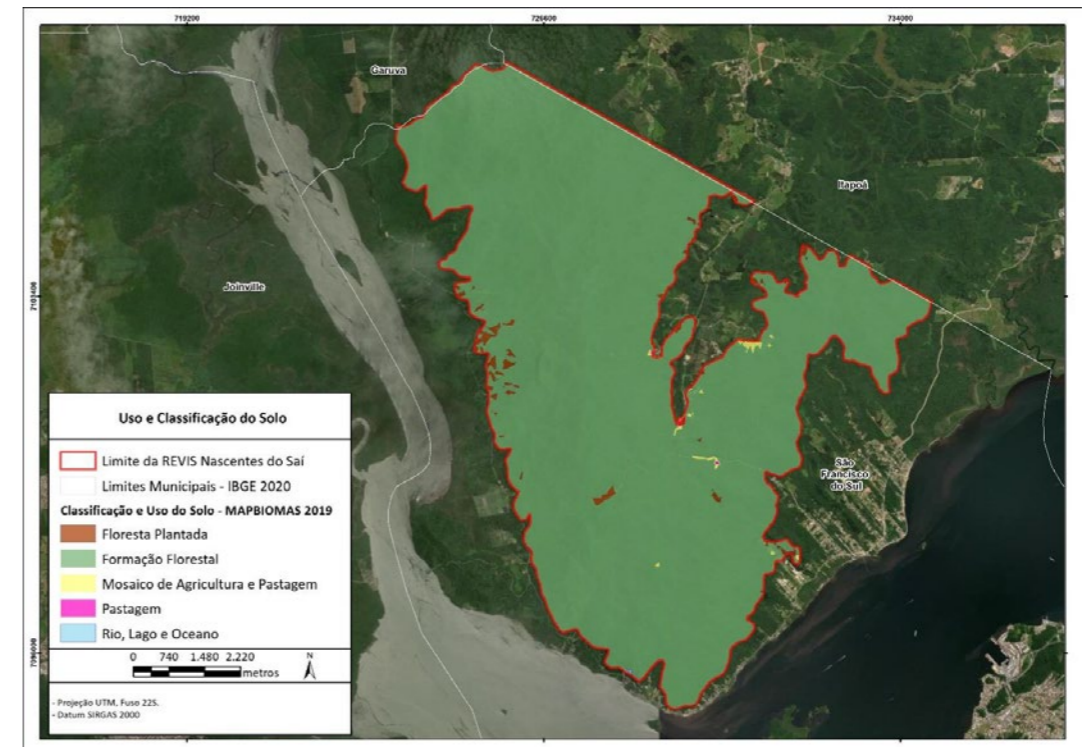 719200
726600
734000
Garuva
Itapoá
Joinville
São
Francisco
do Sul
7103400
7096000
Uso e Classificação do Solo
Limite da REVIS Nascentes do Saí
Limites Municipais - IBGE 2020
Classificação e Uso do Solo - MAPBIOMAS 2019
Floresta Plantada
Formação Florestal
Mosaico de Agricultura e Pastagem
Pastagem
Rio, Lago e Oceano
0 740 1.480 2.220
metros
N
- Projeção UTM, Fuso 22S.
- Datum SIRGAS 2000